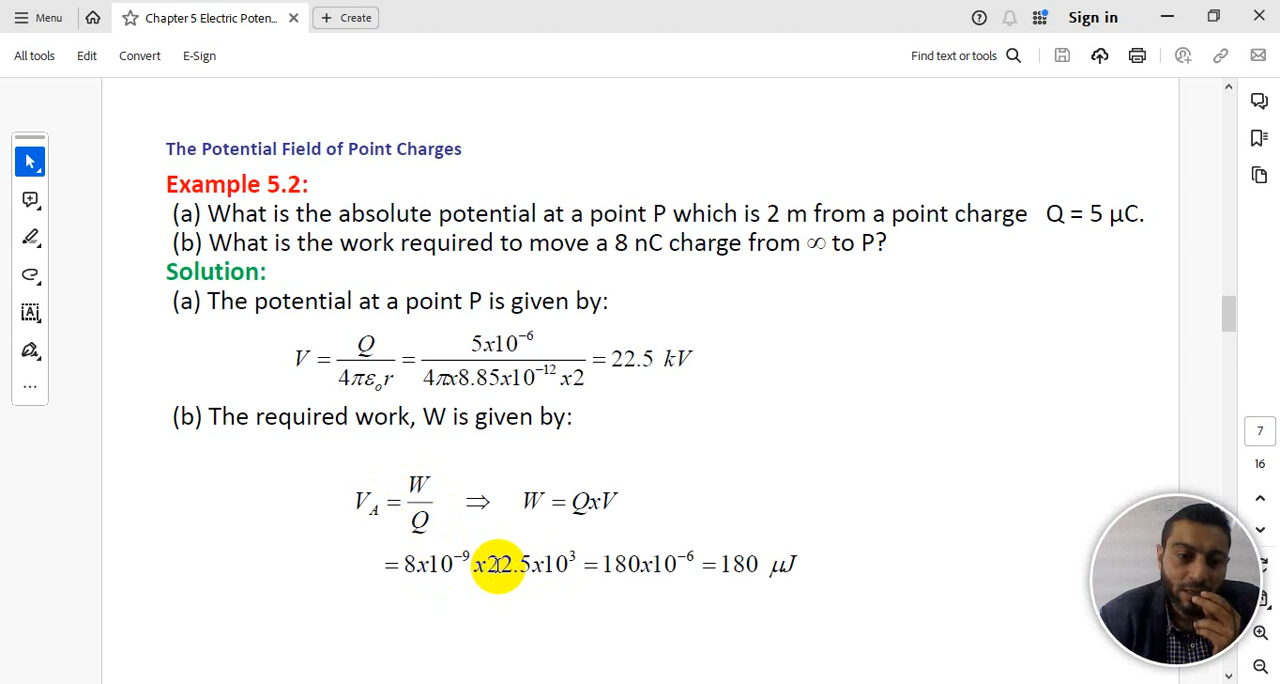 Menu
Chapter 5 Electric Poten...
Create
Sign in
All tools Edit Convert E-Sign
Find text or tools
The Potential Field of Point Charges
Example 5.2:
(a) What is the absolute potential at a point P which is 2 m from a point charge Q = 5 µC.
(b) What is the work required to move a 8 nC charge from ∞ to P?
Solution:
(a) The potential at a point P is given by:
V = Q / 4πε₀r = 5x10⁻⁶ / 4πx8.85x10⁻¹²x2 = 22.5 kV
(b) The required work, W is given by:
V_A = W / Q ⇒ W = QxV
= 8x10⁻⁹x22.5x10³ = 180x10⁻⁶ = 180 µJ
7
16